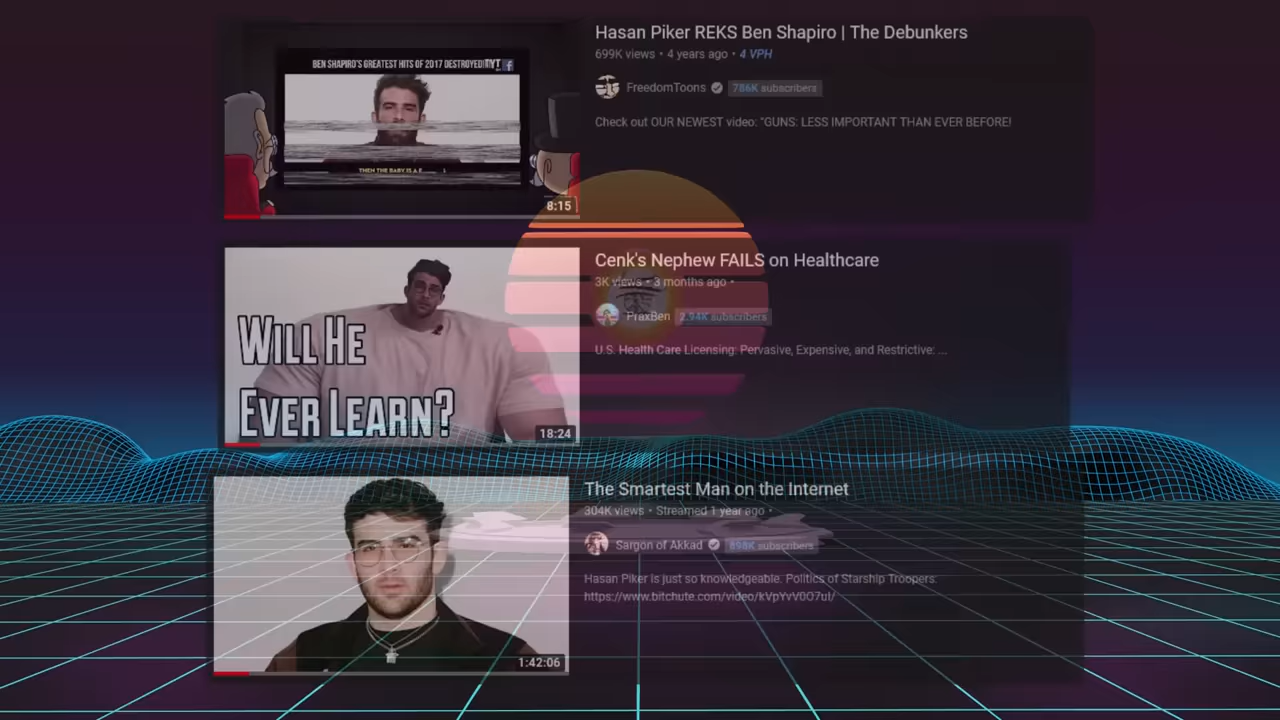 Hasan Piker REKS Ben Shapiro | The Debunkers
699K views • 4 years ago • 4 VPH
BEN SHAPIRO'S GREATEST HITS OF 2017 DESTROYED!
FreedomToons
786K subscribers
Check out OUR NEWEST video: "GUNS: LESS IMPORTANT THAN EVER BEFORE!
THEN THE BABY IS A F
8:15
Cenk's Nephew FAILS on Healthcare
3K views • 3 months ago •
PraxBen
2.94K subscribers
U.S. Health Care Licensing: Pervasive, Expensive, and Restrictive: ...
WILL HE
EVER LEARN?
18:24
The Smartest Man on the Internet
304K views • Streamed 1 year ago •
Sargon of Akkad
898K subscribers
Hasan Piker is just so knowledgeable. Politics of Starship Troopers:
https://www.bitchute.com/video/kVpYvV0O7uI/
1:42:06